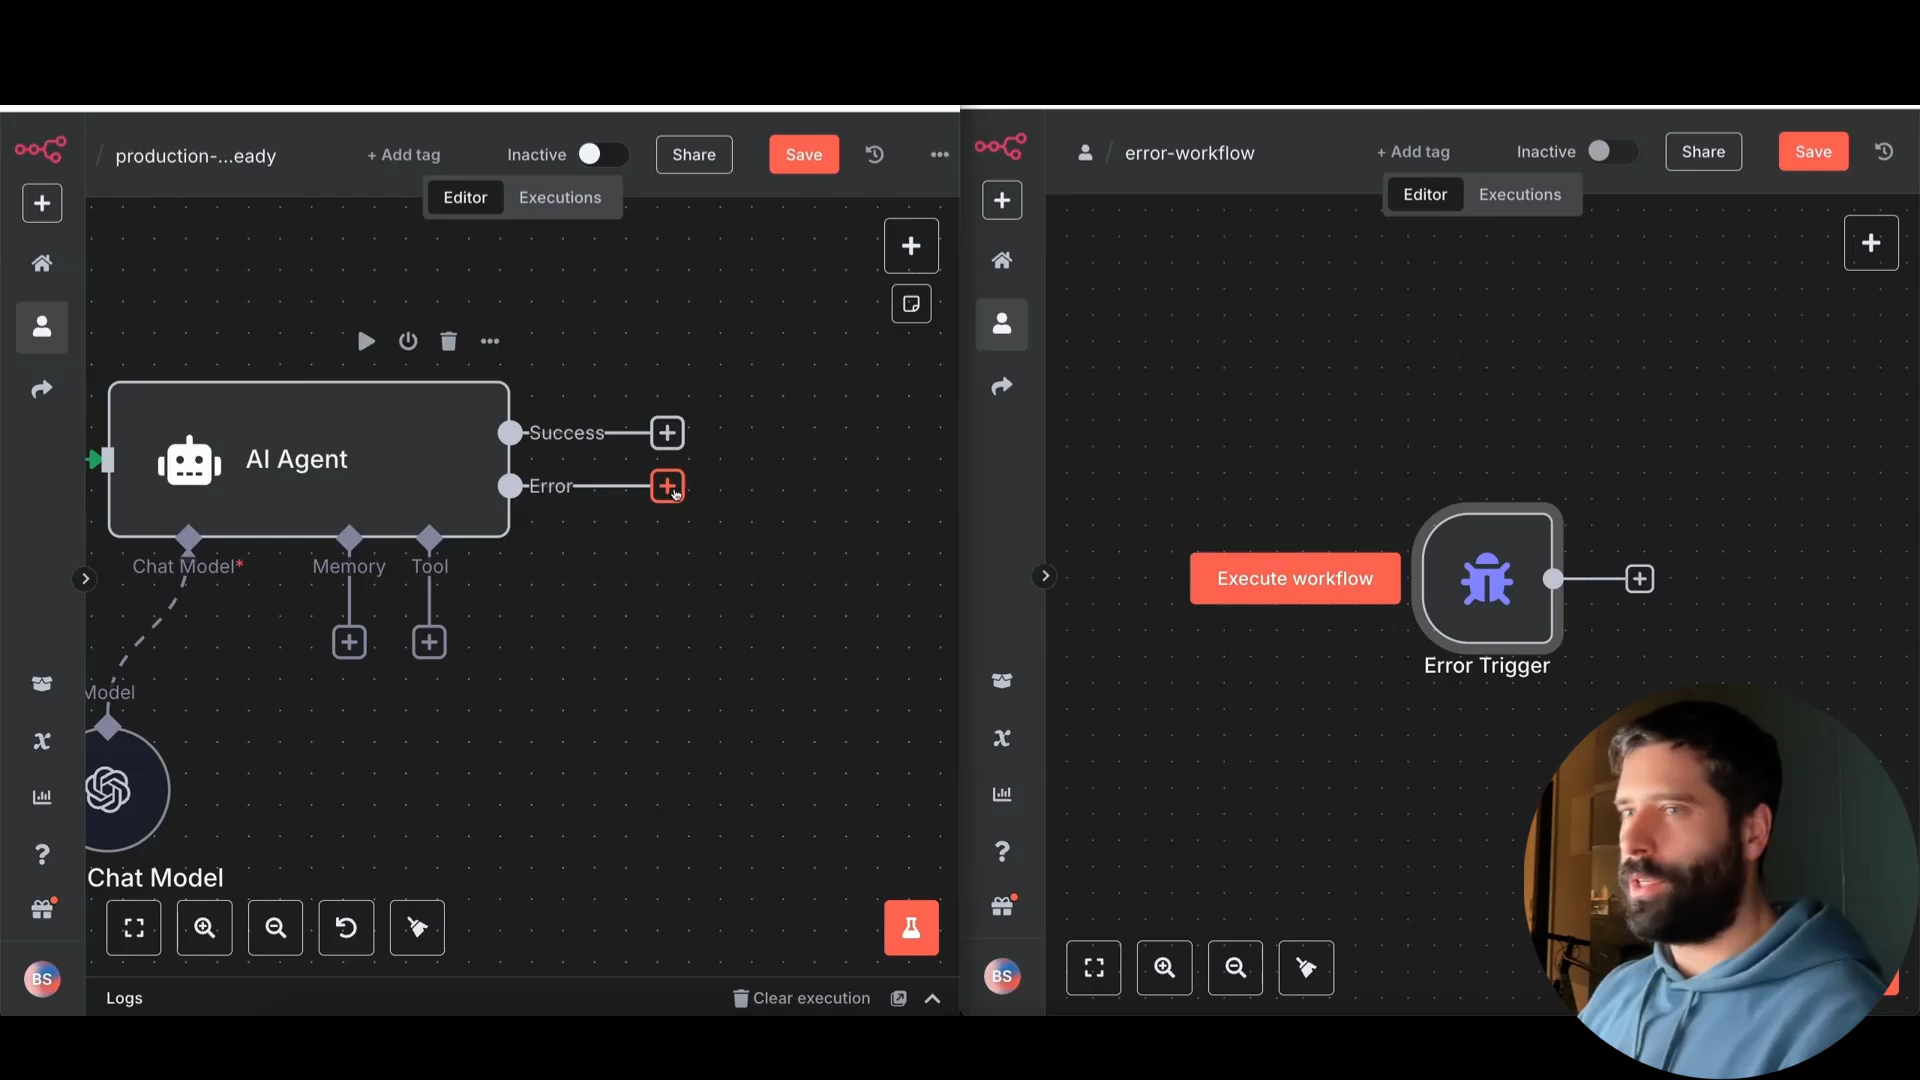 / production-...eady
+ Add tag
Inactive
Share
Save
Editor
Executions
AI Agent
Success
Error
Chat Model*
Memory
Tool
Model
Chat Model
BS
Logs
Clear execution
/ error-workflow
+ Add tag
Inactive
Share
Save
Editor
Executions
Execute workflow
Error Trigger
BS